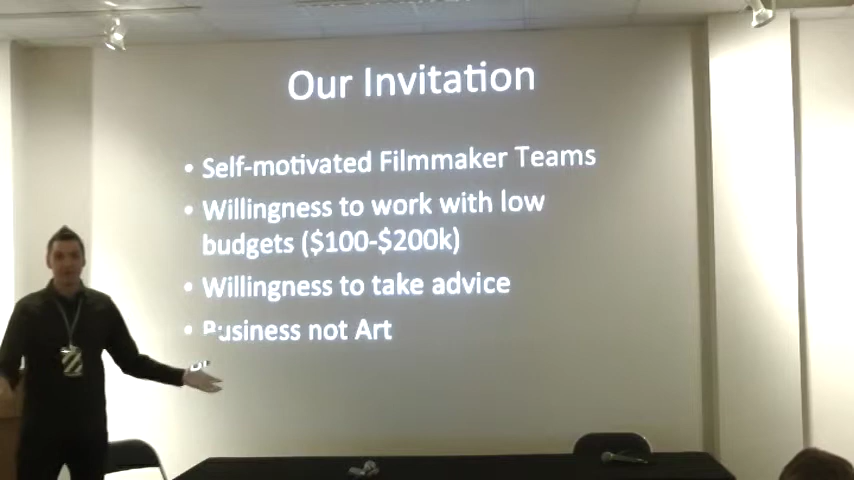 Our Invitation
• Self-motivated Filmmaker Teams
• Willingness to work with low
budgets ($100-$200k)
• Willingness to take advice
• Business not Art